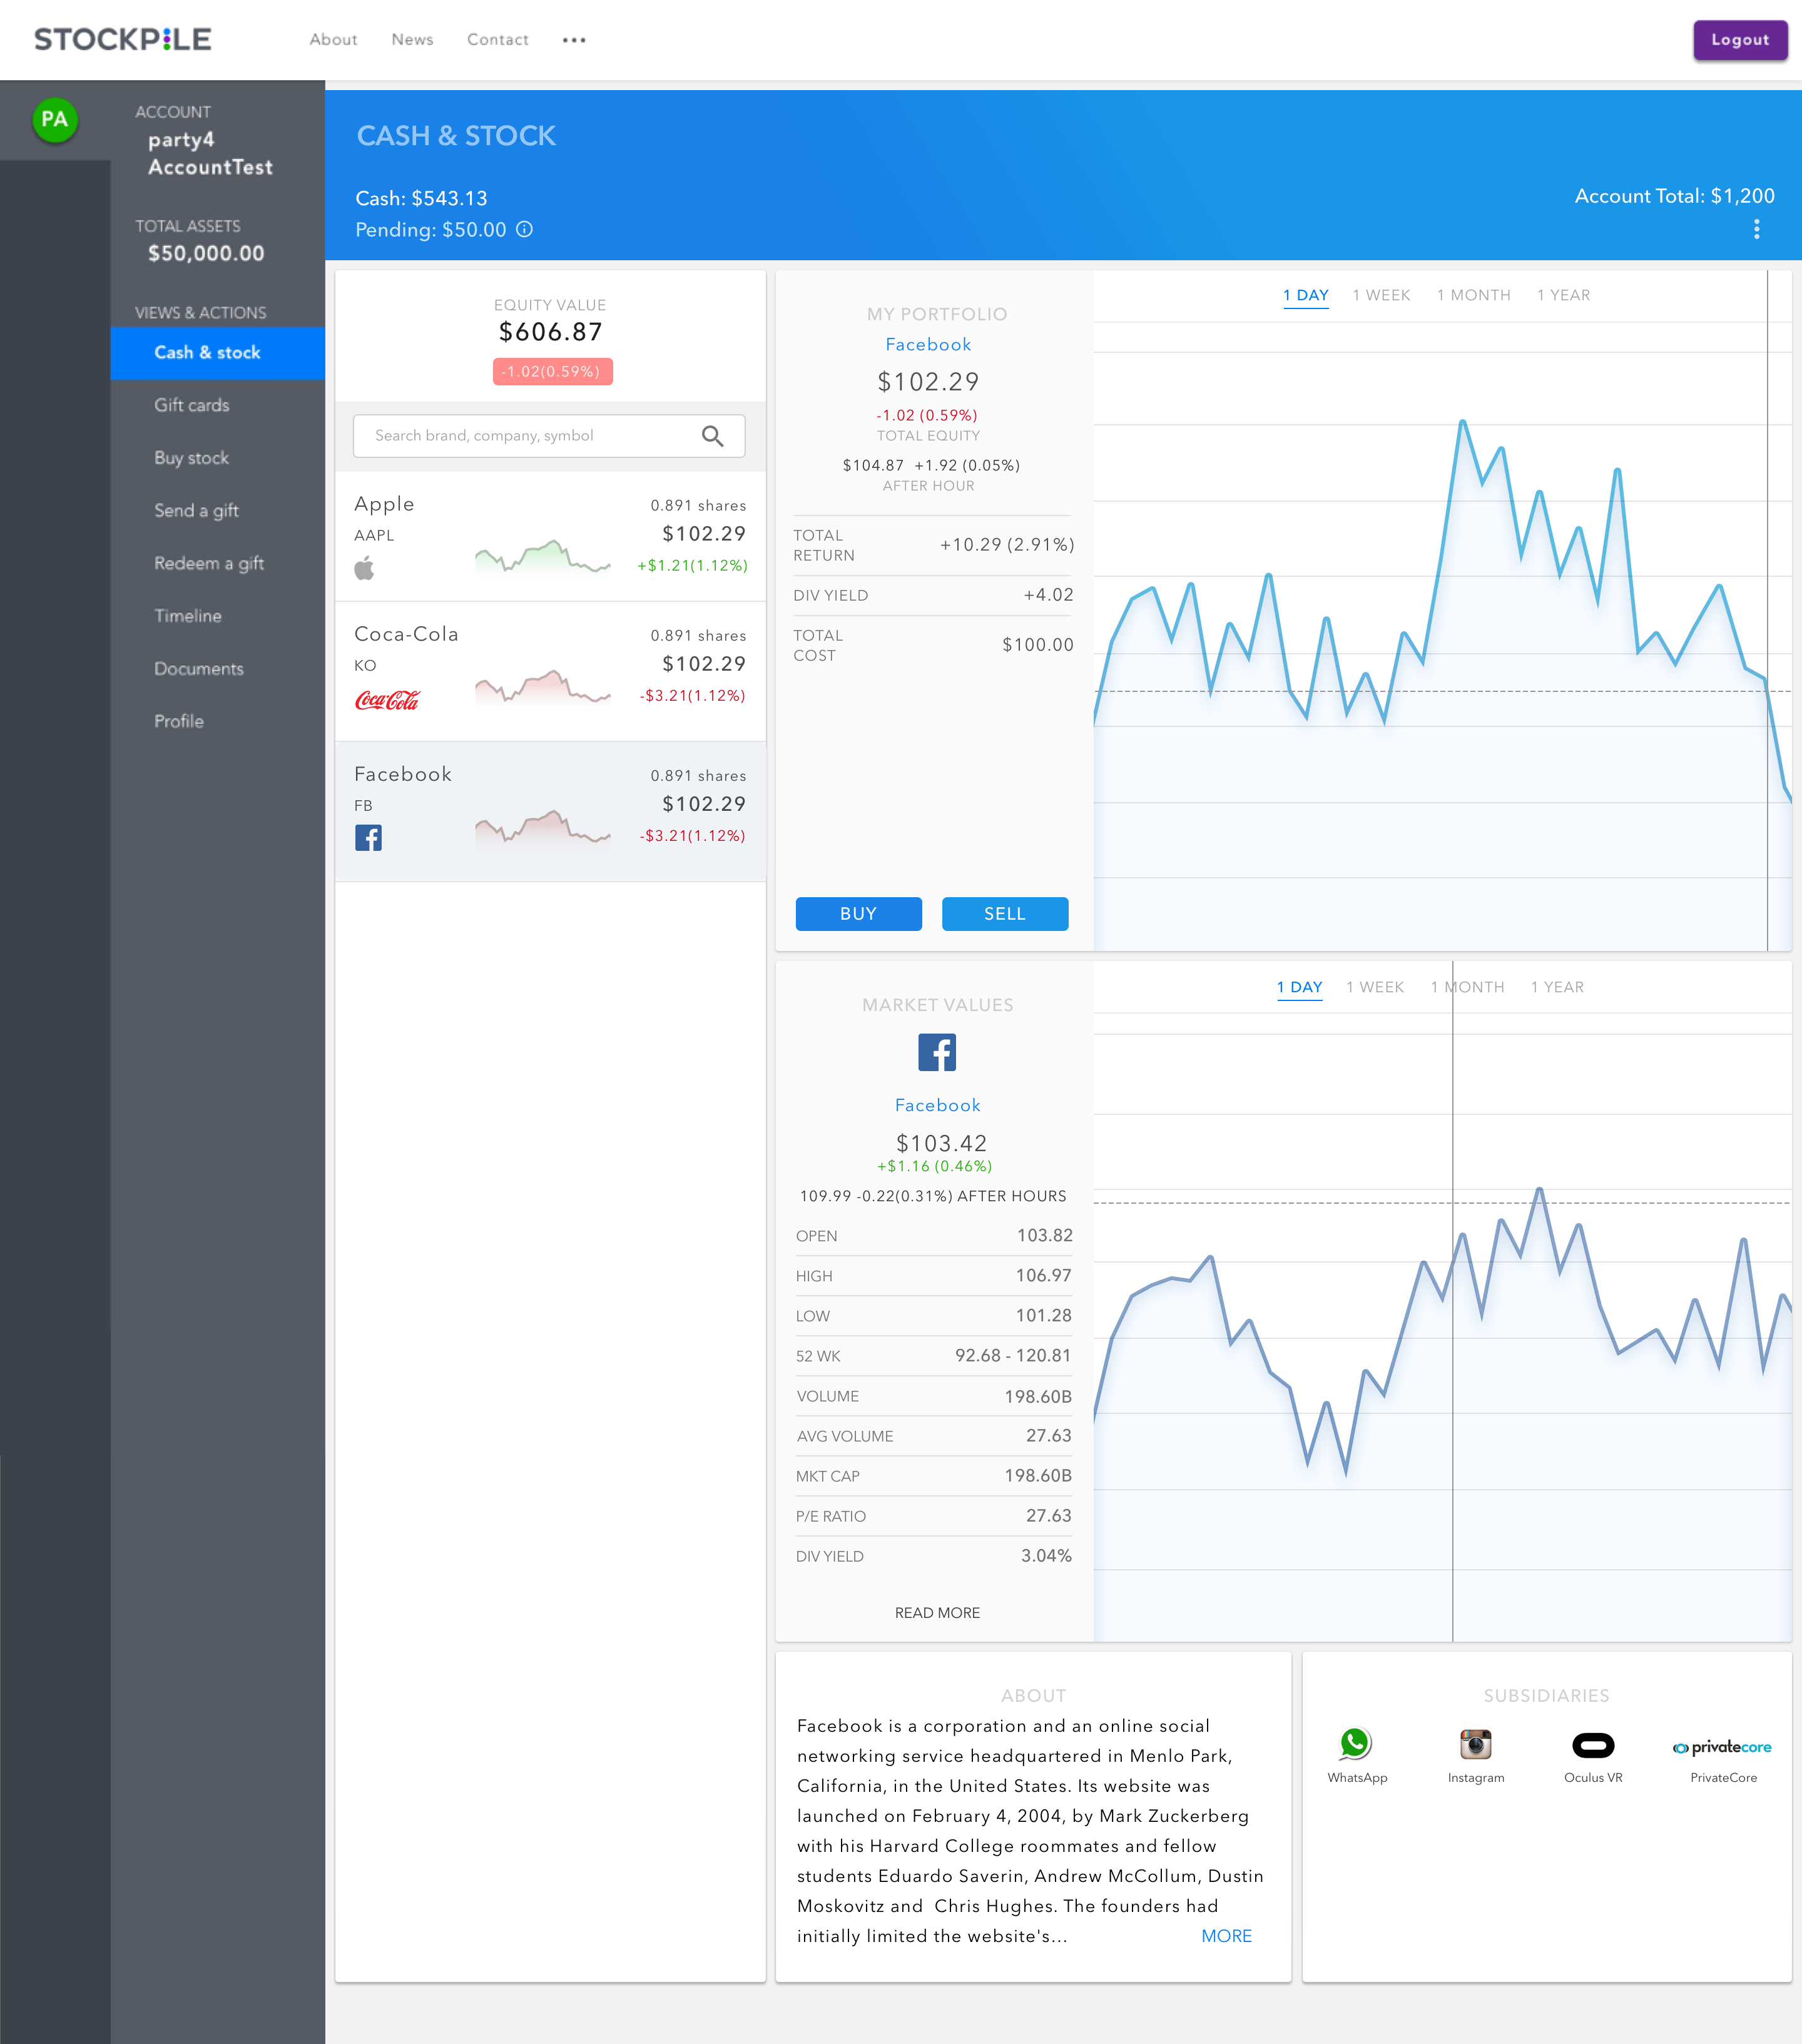 STOCKPILE
About News Contact •••
Logout
PA
ACCOUNT
party4
AccountTest
TOTAL ASSETS
$50,000.00
VIEWS & ACTIONS
Cash & stock
Gift cards
Buy stock
Send a gift
Redeem a gift
Timeline
Documents
Profile
CASH & STOCK
Cash: $543.13
Pending: $50.00
Account Total: $1,200
EQUITY VALUE
$606.87
-1.02(0.59%)
Search brand, company, symbol
Apple 0.891 shares
AAPL $102.29
+$1.21(1.12%)
Coca-Cola 0.891 shares
KO $102.29
Coca-Cola -$3.21(1.12%)
Facebook 0.891 shares
FB $102.29
f -$3.21(1.12%)
MY PORTFOLIO
Facebook
$102.29
-1.02 (0.59%)
TOTAL EQUITY
$104.87 +1.92 (0.05%)
AFTER HOUR
TOTAL
RETURN +10.29 (2.91%)
DIV YIELD +4.02
TOTAL
COST $100.00
BUY SELL
1 DAY 1 WEEK 1 MONTH 1 YEAR
MARKET VALUES
f
Facebook
$103.42
+$1.16 (0.46%)
109.99 -0.22(0.31%) AFTER HOURS
OPEN 103.82
HIGH 106.97
LOW 101.28
52 WK 92.68 - 120.81
VOLUME 198.60B
AVG VOLUME 27.63
MKT CAP 198.60B
P/E RATIO 27.63
DIV YIELD 3.04%
READ MORE
1 DAY 1 WEEK 1 MONTH 1 YEAR
ABOUT
Facebook is a corporation and an online social
networking service headquartered in Menlo Park,
California, in the United States. Its website was
launched on February 4, 2004, by Mark Zuckerberg
with his Harvard College roommates and fellow
students Eduardo Saverin, Andrew McCollum, Dustin
Moskovitz and  Chris Hughes. The founders had
initially limited the website's... MORE
SUBSIDIARIES
privatecore
WhatsApp Instagram Oculus VR PrivateCore